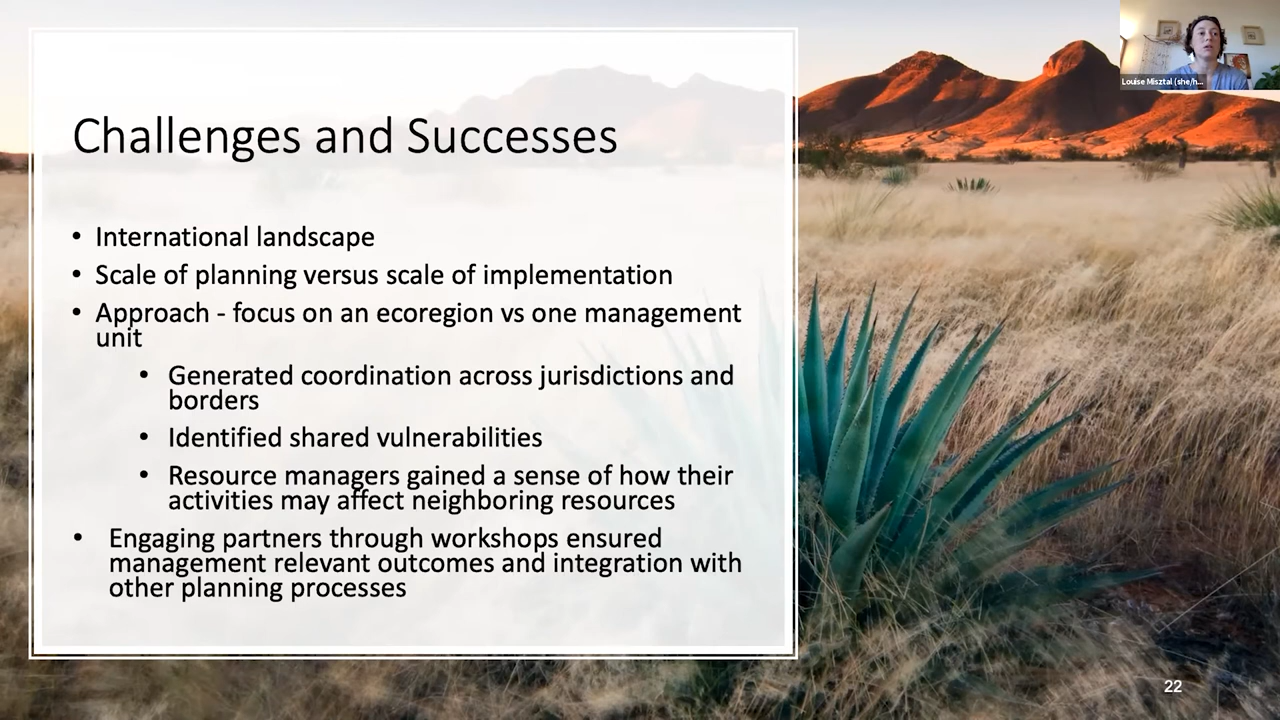 Louise Misztal (she/h...
Challenges and Successes
• International landscape
• Scale of planning versus scale of implementation
• Approach - focus on an ecoregion vs one management
unit
• Generated coordination across jurisdictions and
borders
• Identified shared vulnerabilities
• Resource managers gained a sense of how their
activities may affect neighboring resources
• Engaging partners through workshops ensured
management relevant outcomes and integration with
other planning processes
22